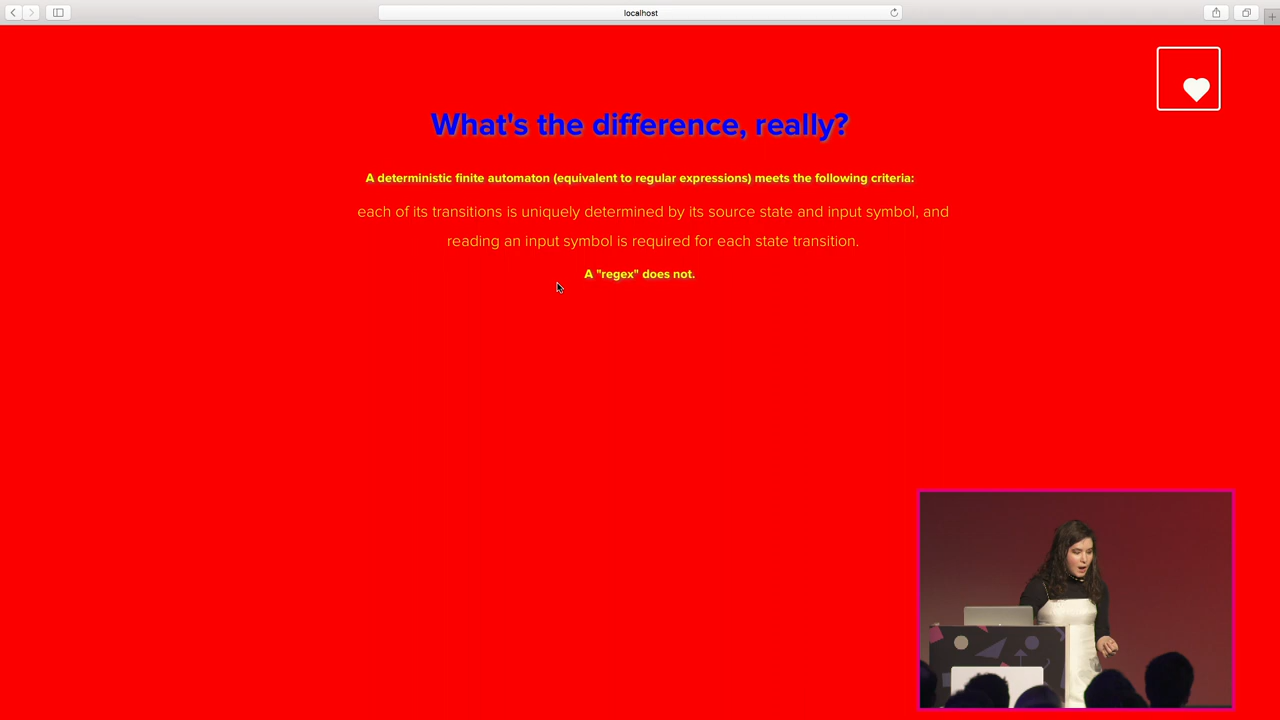 localhost
What's the difference, really?
A deterministic finite automaton (equivalent to regular expressions) meets the following criteria:
each of its transitions is uniquely determined by its source state and input symbol, and
reading an input symbol is required for each state transition.
A "regex" does not.